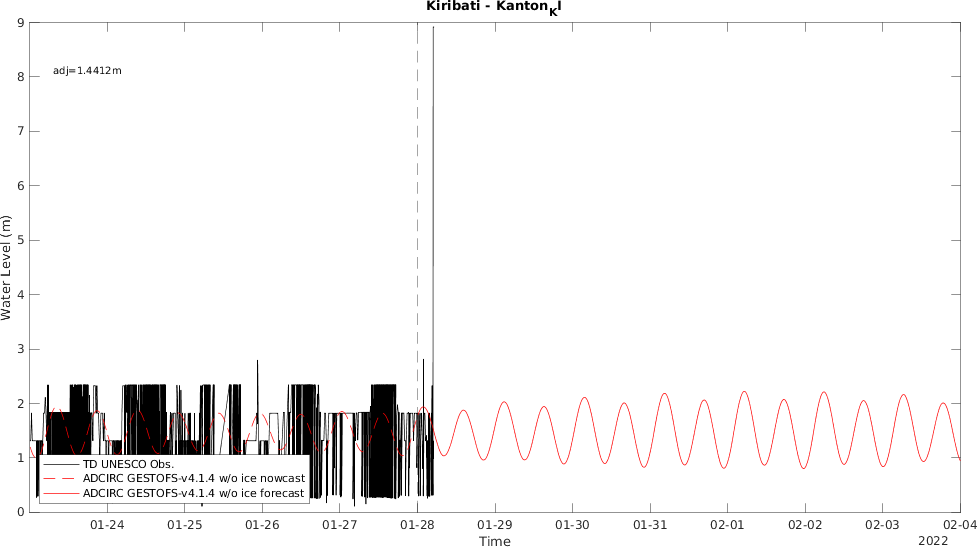 Kiribati - Kanton_KI
9
adj=1.4412m
8
7
6
5
4
3
2
1
0
Water Level (m)
TD UNESCO Obs.
ADCIRC GESTOFS-v4.1.4 w/o ice nowcast
ADCIRC GESTOFS-v4.1.4 w/o ice forecast
01-24 01-25 01-26 01-27 01-28 01-29 01-30 01-31 02-01 02-02 02-03 02-04
Time
2022